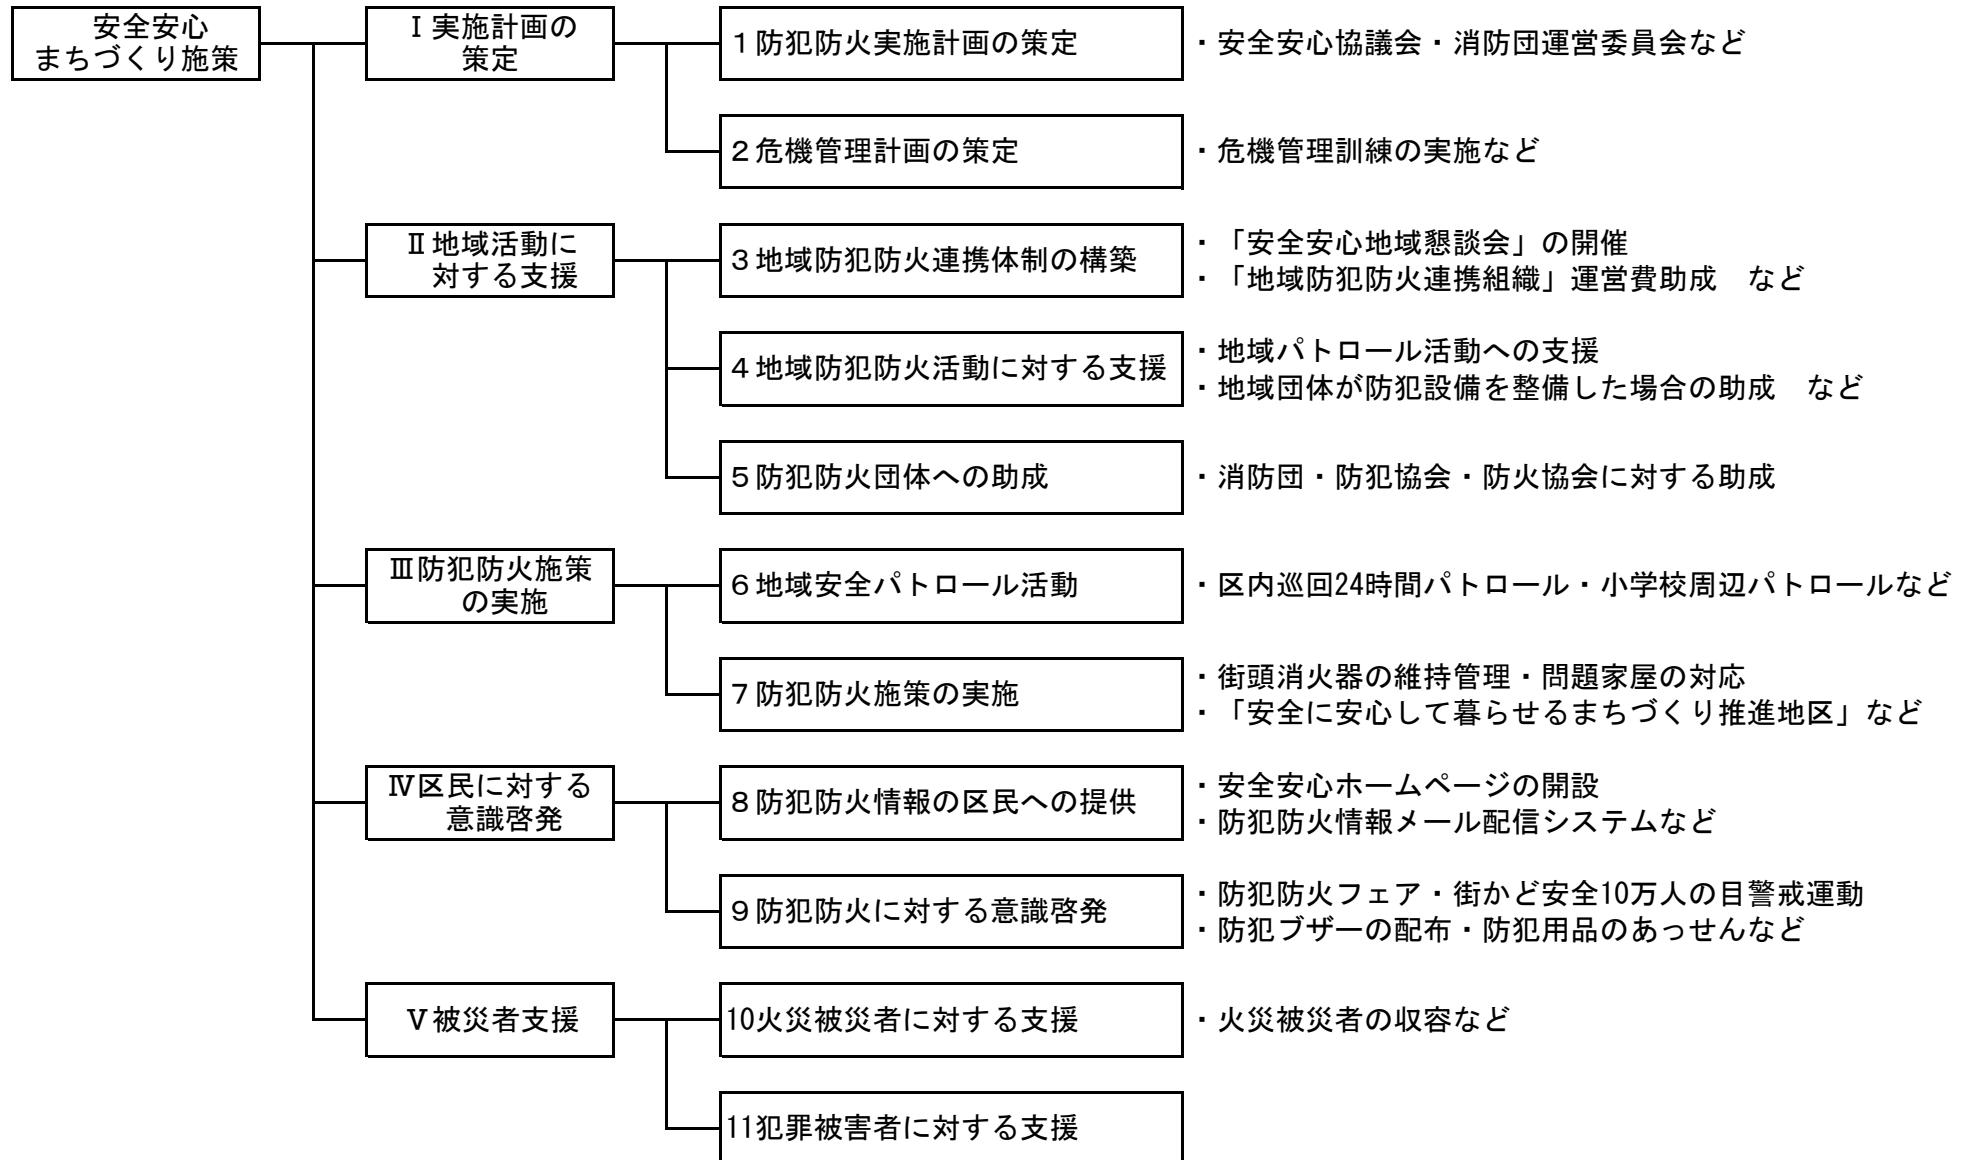 安全安心
まちづくり施策
Ⅰ実施計画の
策定
１防犯防火実施計画の策定
・安全安心協議会・消防団運営委員会など
２危機管理計画の策定
・危機管理訓練の実施など
Ⅱ地域活動に
対する支援
３地域防犯防火連携体制の構築
・「安全安心地域懇談会」の開催
・「地域防犯防火連携組織」運営費助成　など
４地域防犯防火活動に対する支援
・地域パトロール活動への支援
・地域団体が防犯設備を整備した場合の助成　など
５防犯防火団体への助成
・消防団・防犯協会・防火協会に対する助成
Ⅲ防犯防火施策
の実施
６地域安全パトロール活動
・区内巡回24時間パトロール・小学校周辺パトロールなど
７防犯防火施策の実施
・街頭消火器の維持管理・問題家屋の対応
・「安全に安心して暮らせるまちづくり推進地区」など
Ⅳ区民に対する
意識啓発
８防犯防火情報の区民への提供
・安全安心ホームページの開設
・防犯防火情報メール配信システムなど
９防犯防火に対する意識啓発
・防犯防火フェア・街かど安全10万人の目警戒運動
・防犯ブザーの配布・防犯用品のあっせんなど
Ⅴ被災者支援
10火災被災者に対する支援
・火災被災者の収容など
11犯罪被害者に対する支援